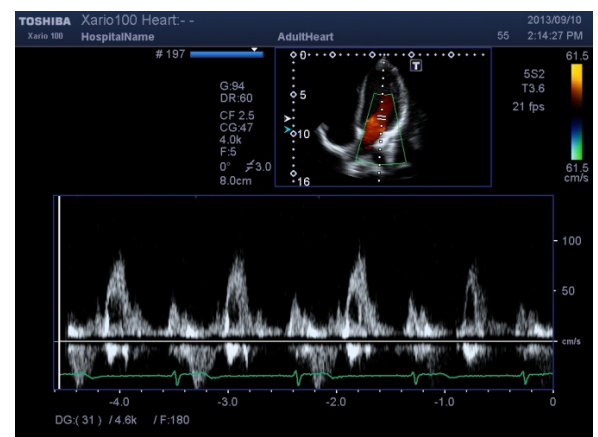 TOSHIBA Xario100 Heart:- - 2013/09/10
Xario 100 HospitalName AdultHeart 55 2:14:27 PM
# 197
0
5
10
16
T
G:94
DR:60
CF 2.5
CG:47
4.0k
F:5
0° 3.0
8.0cm
61.5
5S2
T3.6
21 fps
61.5
cm/s
100
50
cm/s
-4.0 -3.0 -2.0 -1.0 0
DG:( 31 ) / 4.6k / F:180